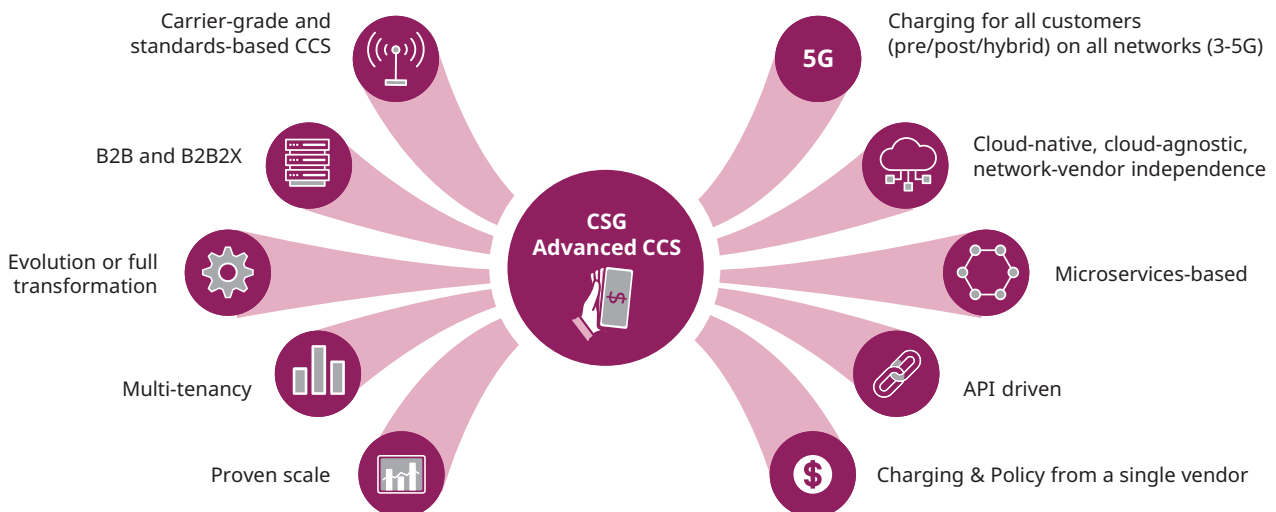 Carrier-grade and
standards-based CCS
B2B and B2B2X
Evolution or full
transformation
Multi-tenancy
Proven scale
CSG
Advanced CCS
$
5G
Charging for all customers
(pre/post/hybrid) on all networks (3-5G)
Cloud-native, cloud-agnostic,
network-vendor independence
Microservices-based
API driven
$
Charging & Policy from a single vendor